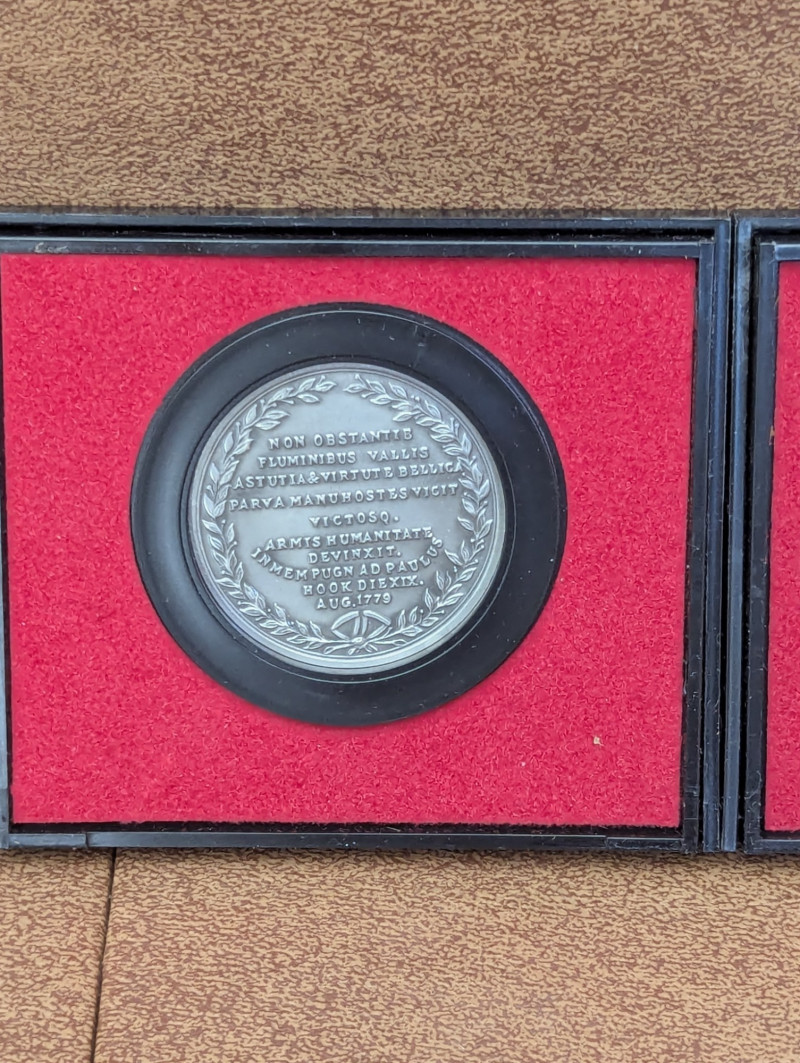 NON OBSTANTIB
FLUMINIBUS VALLIS
ASTUTIA & VIRTUTE BELLICA
PARVA MANU HOSTES VICIT
VICTOSQ.
ARMIS HUMANITATE
DEVINXIT.
IN MEM PUGN AD PAULUS
HOOK DIE XIX.
AUG. 1779